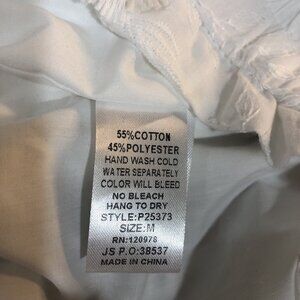 55%COTTON
45%POLYESTER
HAND WASH COLD
WATER SEPARATELY
COLOR WILL BLEED
NO BLEACH
HANG TO DRY
STYLE:P25373
SIZE:M
RN:120978
JS P.O:38537
MADE IN CHINA